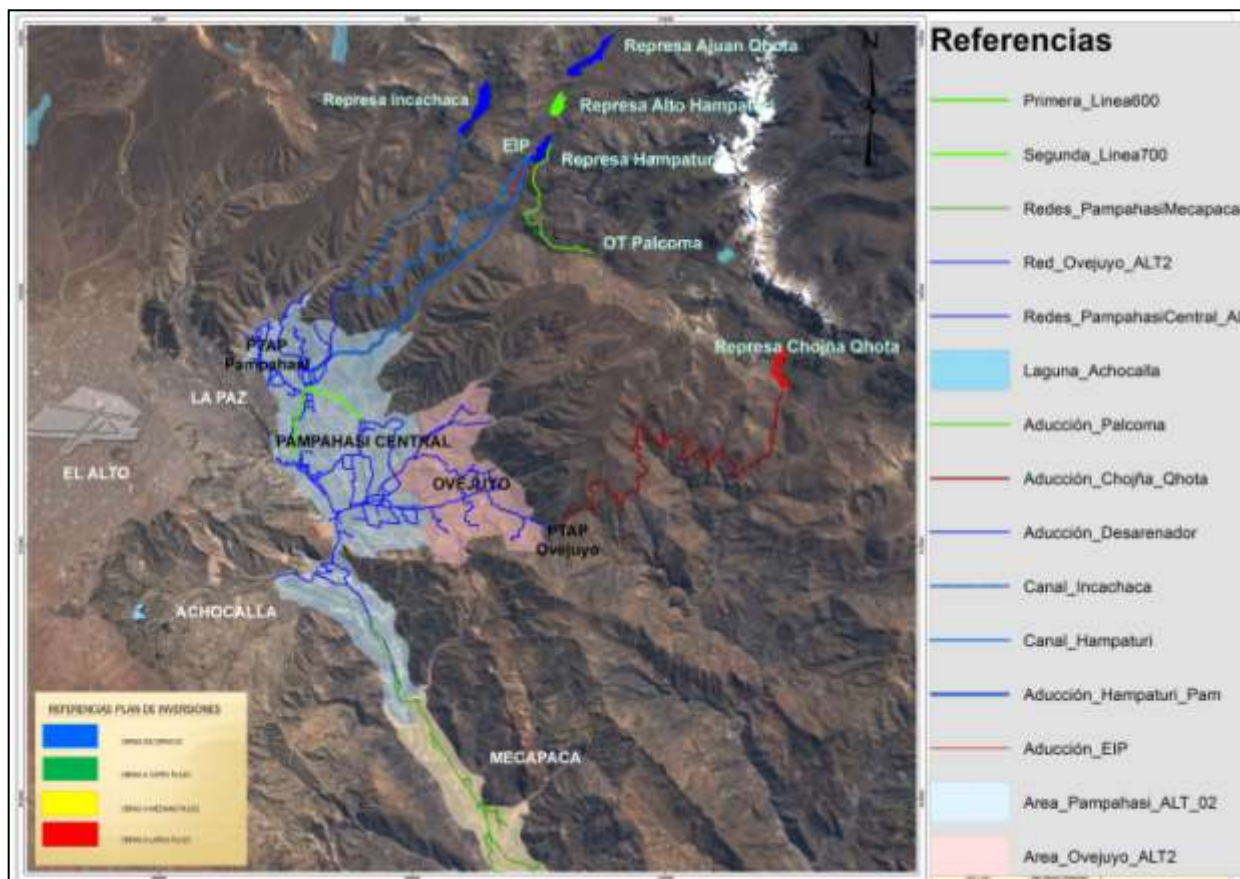 Represa Ajuan Qhota
Represa Incachaca
Represa Alto Hampaturi
EIP
Represa Hampaturi
OT Palcoma
Represa Chojna Qhota
PTAP
Pampahasi
LA PAZ
PAMPAHASI CENTRAL
EL ALTO
OVEJUYO
PTAP
Ovejuyo
ACHOCALLA
MECAPACA
N
REFERENCIAS PLAN DE INVERSIONES
Referencias
Primera_Linea600
Segunda_Linea700
Redes_PampahasiMecapaca
Red_Ovejuyo_ALT2
Redes_PampahasiCentral_Al
Laguna_Achocalla
Aducción_Palcoma
Aducción_Chojña_Qhota
Aducción_Desarenador
Canal_Incachaca
Canal_Hampaturi
Aducción_Hampaturi_Pam
Aducción_EIP
Area_Pampahasi_ALT_02
Area_Ovejuyo_ALT2